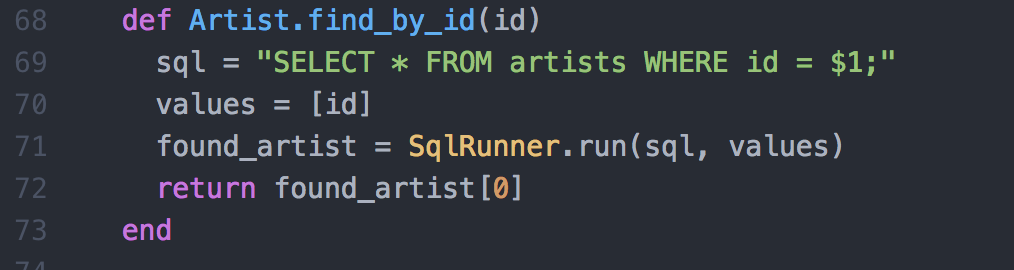 68 def Artist.find_by_id(id)
69 sql = "SELECT * FROM artists WHERE id = $1;"
70 values = [id]
71 found_artist = SqlRunner.run(sql, values)
72 return found_artist[0]
73 end
74